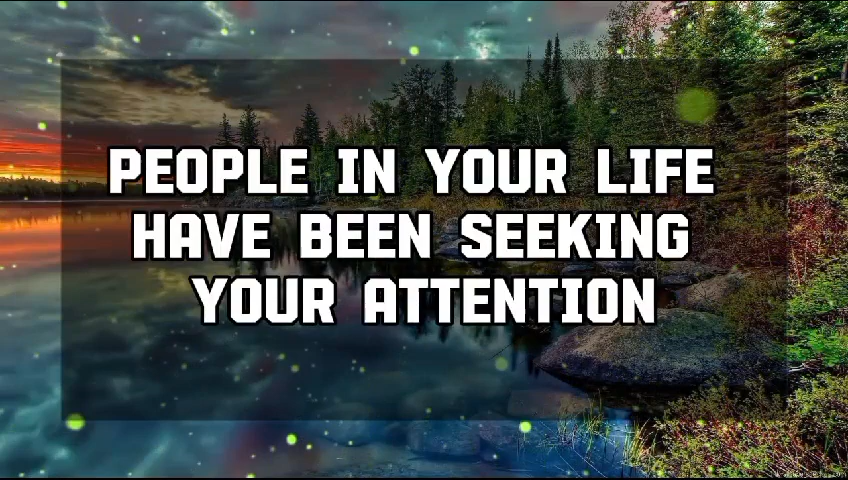 PEOPLE IN YOUR LIFE
HAVE BEEN SEEKING
YOUR ATTENTION